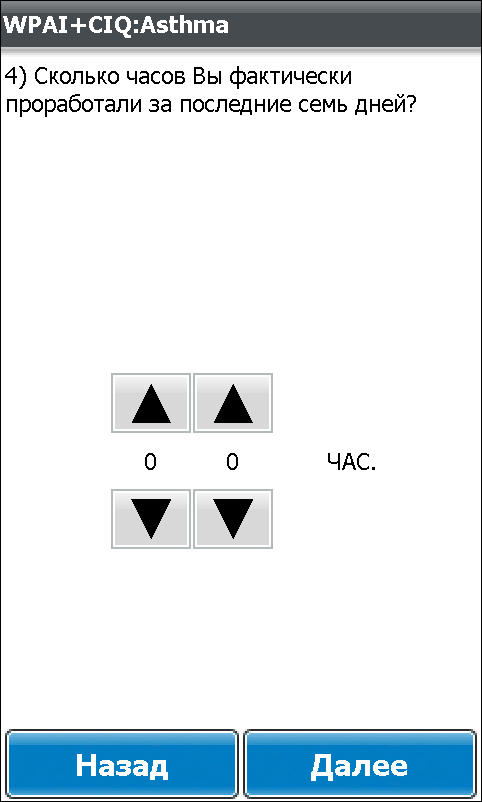 WPAI+CIQ:Asthma
4) Сколько часов Вы фактически
проработали за последние семь дней?
0 0 ЧАС.
Назад Далее